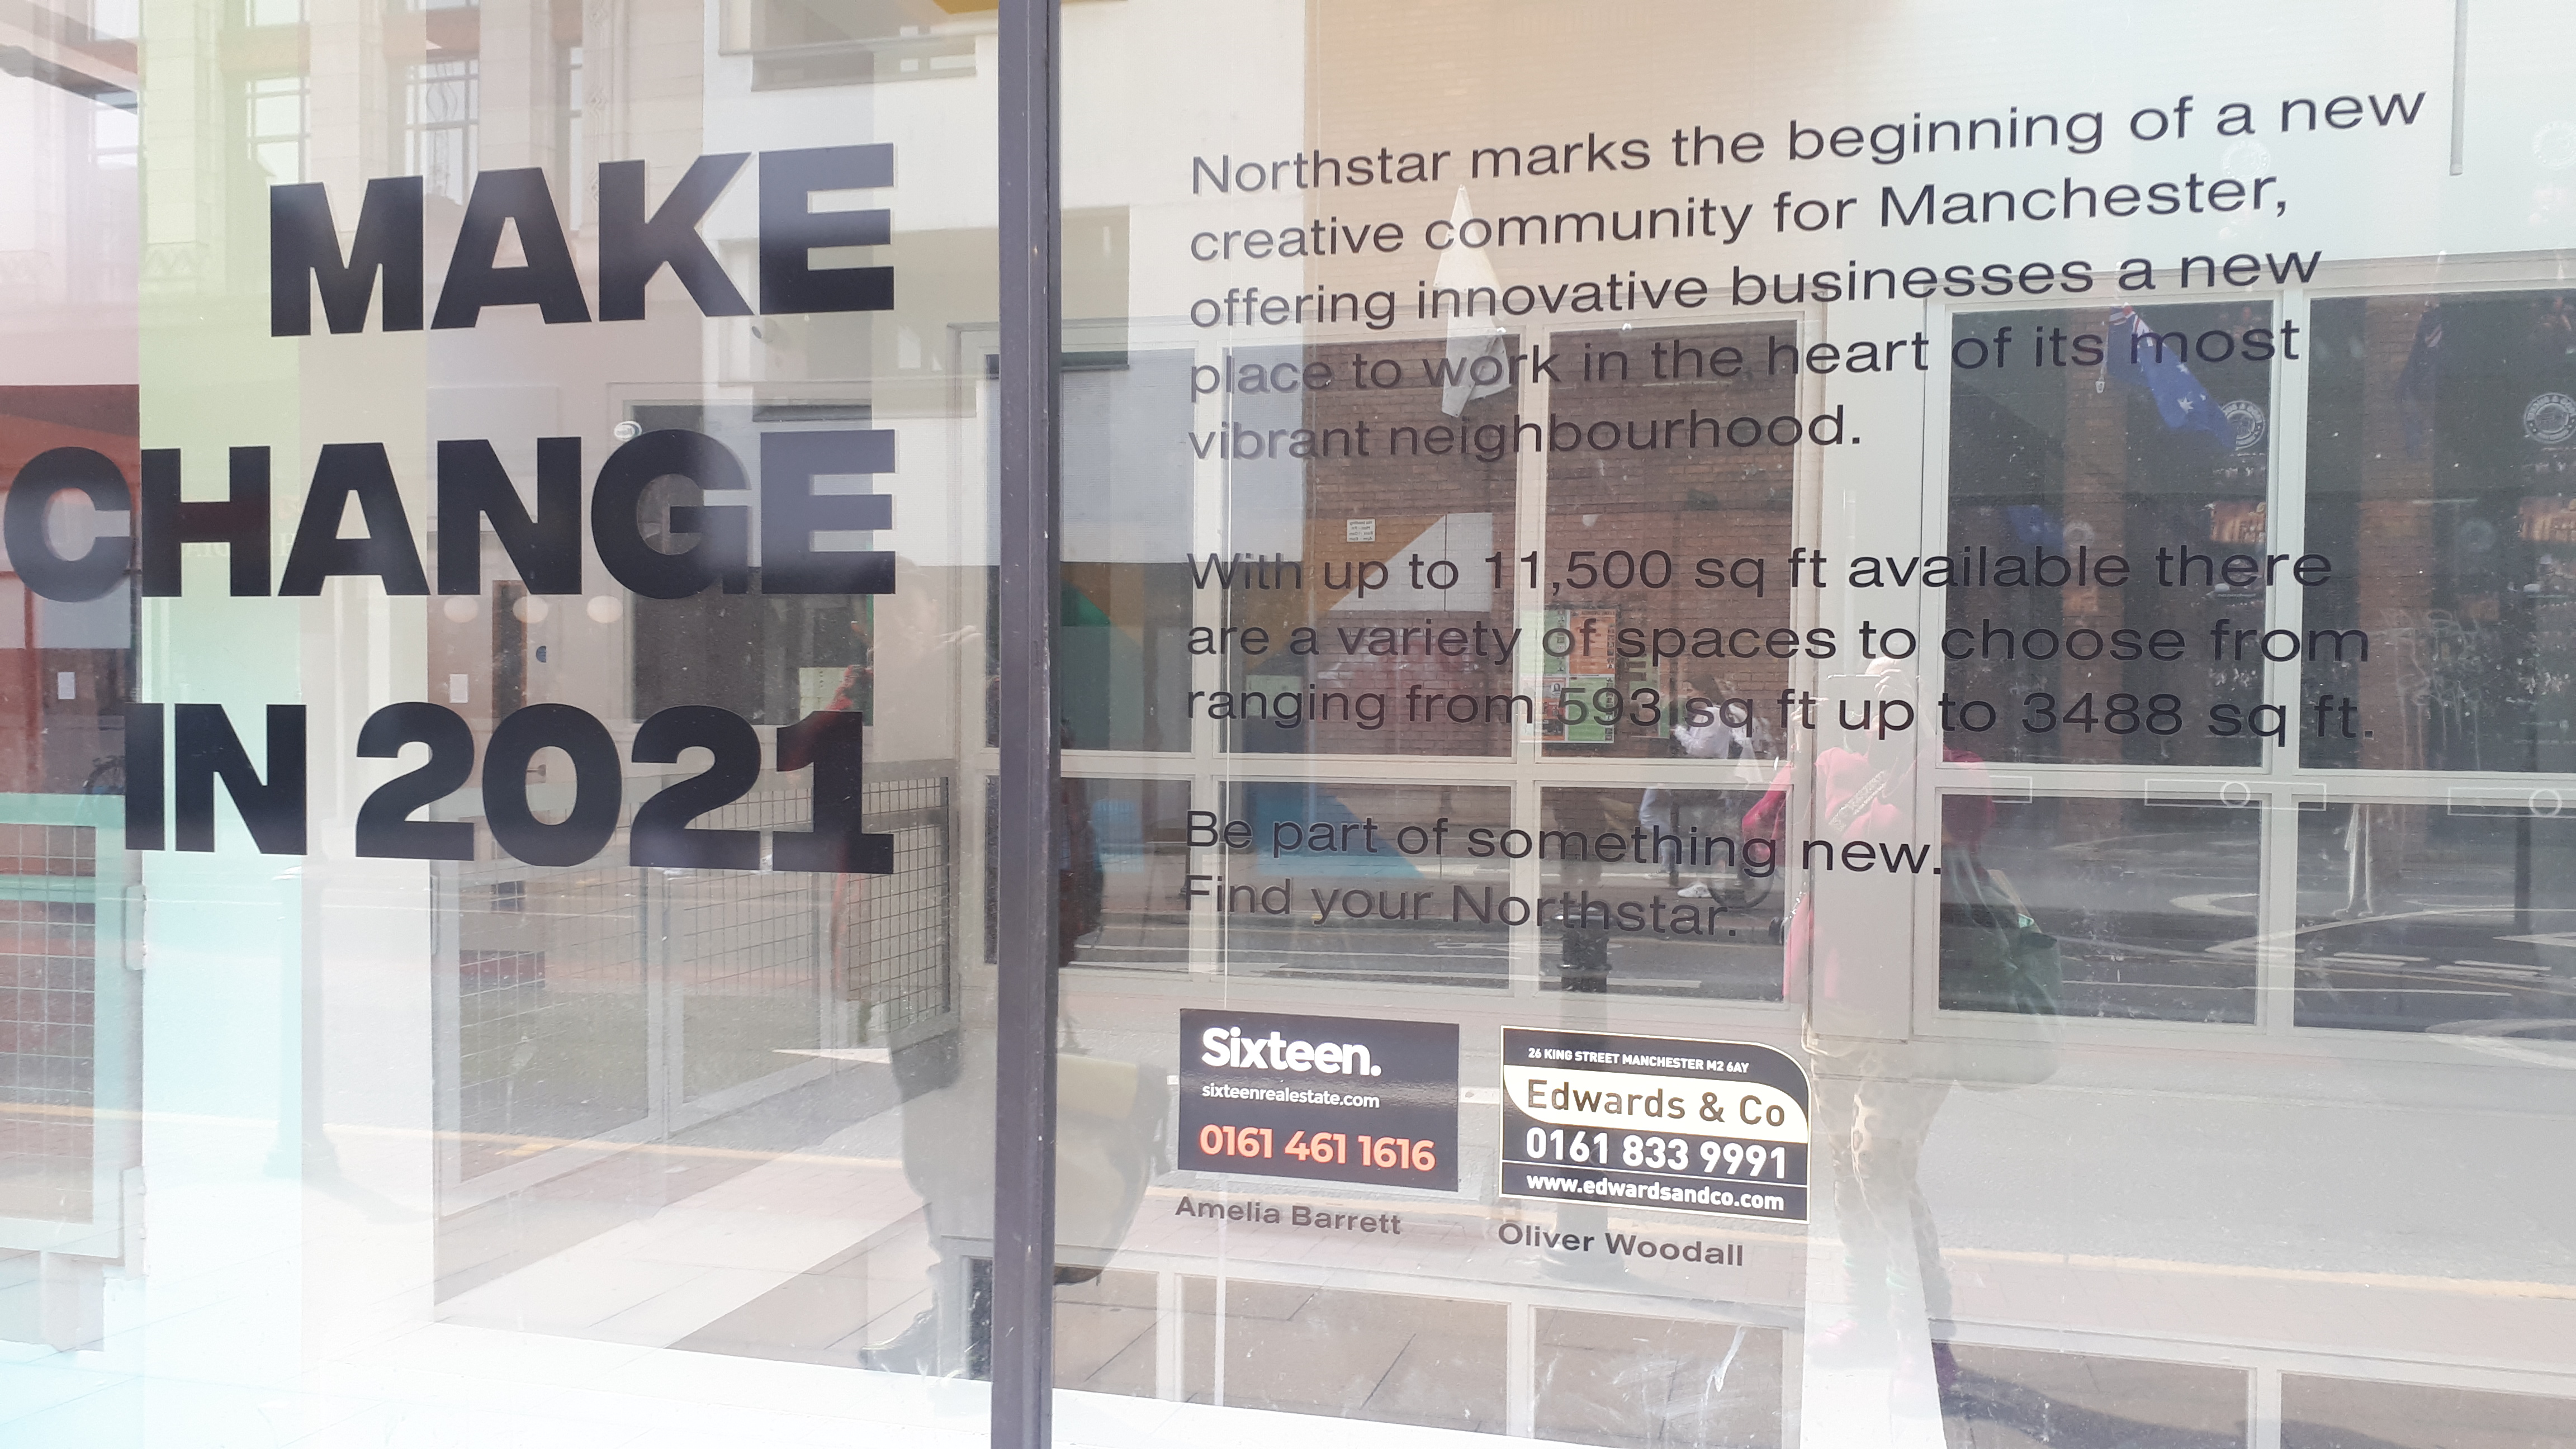 MAKE
CHANGE
IN 2021
Northstar marks the beginning of a new
creative community for Manchester,
offering innovative businesses a new
place to work in the heart of its most
vibrant neighbourhood.
With up to 11,500 sq ft available there
are a variety of spaces to choose from
ranging from 593 sq ft up to 3488 sq ft.
Be part of something new.
Find your Northstar.
Sixteen.
sixteenrealestate.com
0161 461 1616
Amelia Barrett
26 KING STREET MANCHESTER M2 6AY
Edwards & Co
0161 833 9991
www.edwardsandco.com
Oliver Woodall